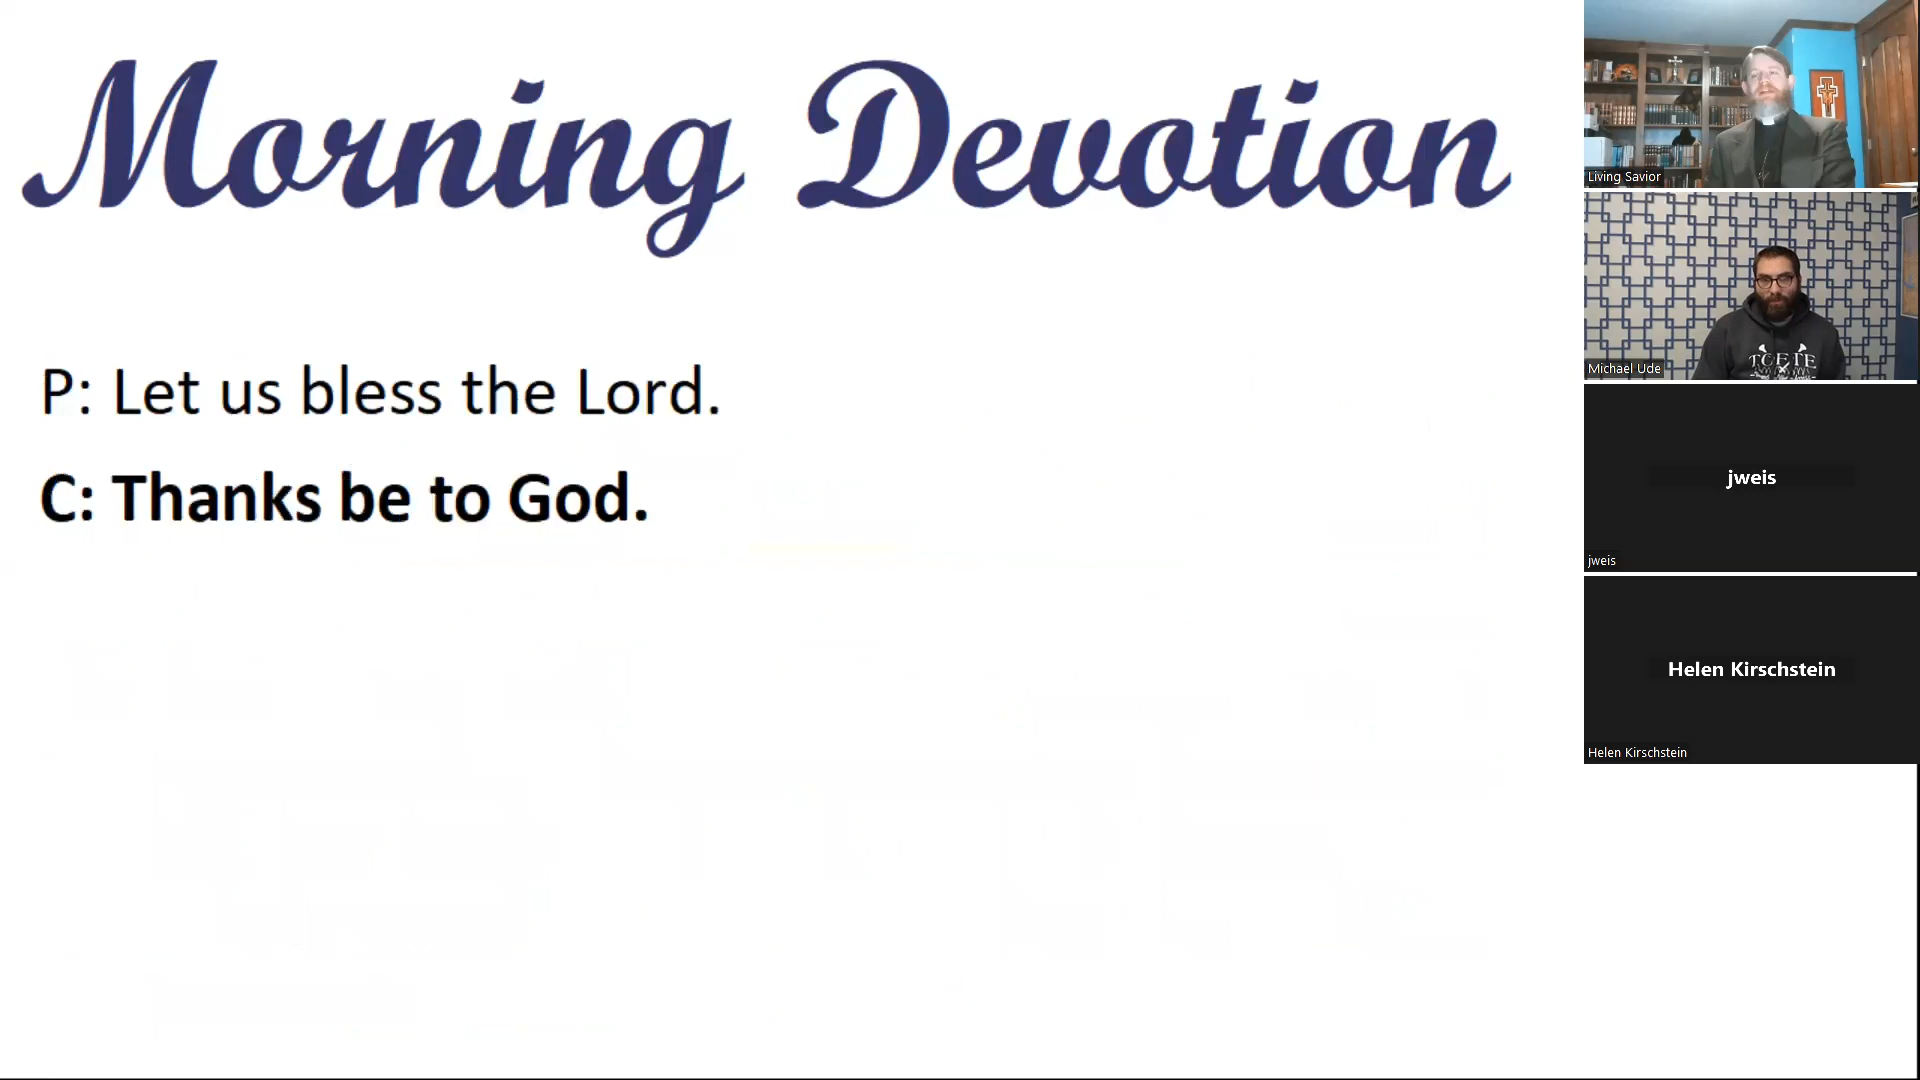 Morning Devotion
P: Let us bless the Lord.
C: Thanks be to God.
Living Savior
Michael Ude
jweis
jweis
Helen Kirschstein
Helen Kirschstein